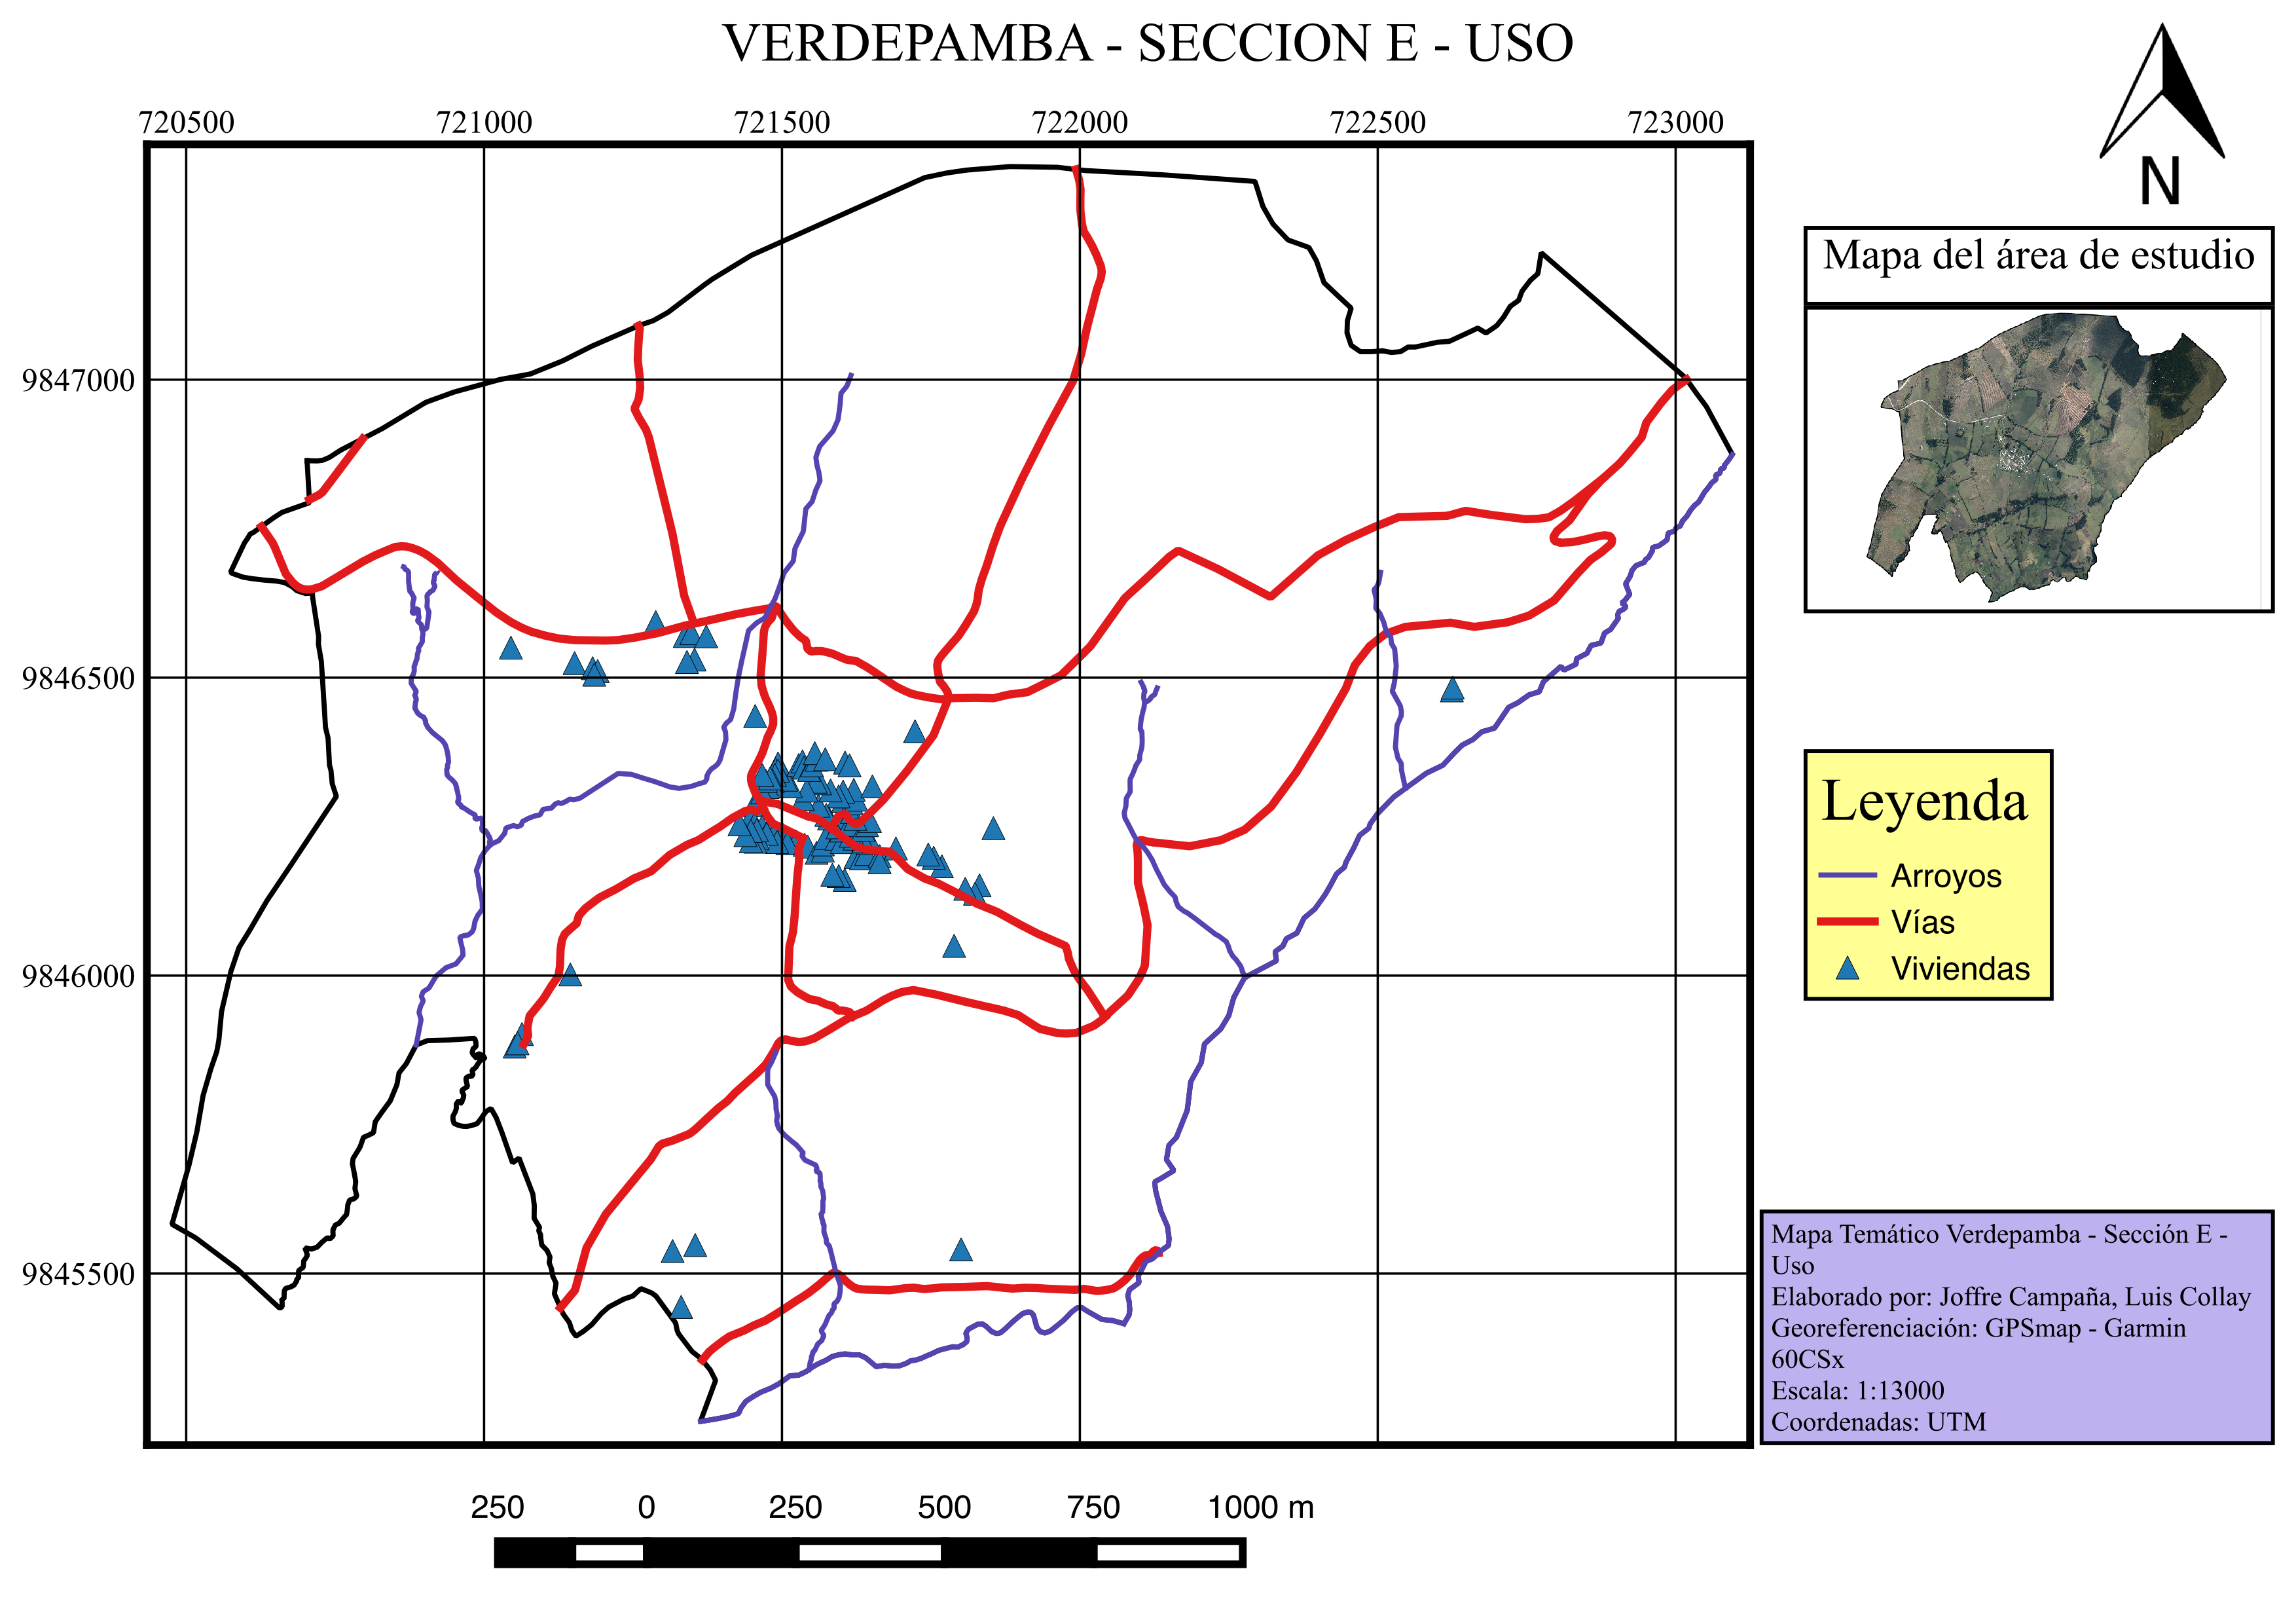 VERDEPAMBA - SECCION E - USO
720500 721000 721500 722000 722500 723000
N
Mapa del área de estudio
9847000
9846500
9846000
9845500
Leyenda
Arroyos
Vías
Viviendas
Mapa Temático Verdepamba - Sección E -
Uso
Elaborado por: Joffre Campaña, Luis Collay
Georeferenciación: GPSmap - Garmin
60CSx
Escala: 1:13000
Coordenadas: UTM
250 0 250 500 750 1000 m